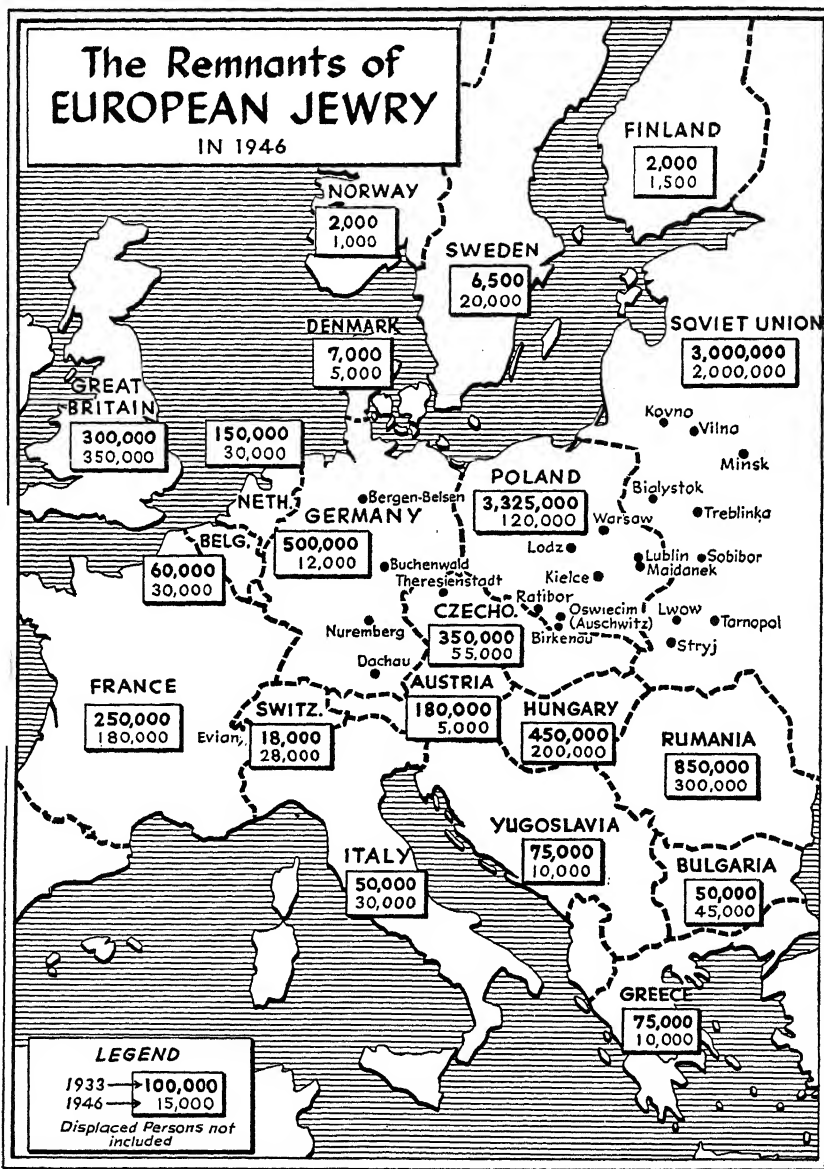 The Remnants of
EUROPEAN JEWRY
IN 1946
FINLAND
2,000
1,500
NORWAY
2,000
1,000
SWEDEN
6,500
20,000
DENMARK
7,000
5,000
SOVIET UNION
3,000,000
2,000,000
GREAT
BRITAIN
300,000
350,000
150,000
30,000
NETH.
Kovno
Vilna
Minsk
Bergen-Belsen
GERMANY
500,000
12,000
POLAND
3,325,000
120,000
Bialystok
Treblinka
Warsaw
Lodz
BELG.
60,000
30,000
Buchenwald
Theresienstadt
Kielce
Lublin
Sobibor
Maidanek
Ratibor
Oswiecim
(Auschwitz)
Birkenau
Lwow
Tarnopol
Stryj
CZECHO.
350,000
55,000
Nuremberg
Dachau
FRANCE
250,000
180,000
Evian
SWITZ.
18,000
28,000
AUSTRIA
180,000
5,000
HUNGARY
450,000
200,000
RUMANIA
850,000
300,000
YUGOSLAVIA
75,000
10,000
ITALY
50,000
30,000
BULGARIA
50,000
45,000
GREECE
75,000
10,000
LEGEND
1933 100,000
1946 15,000
Displaced Persons not
included